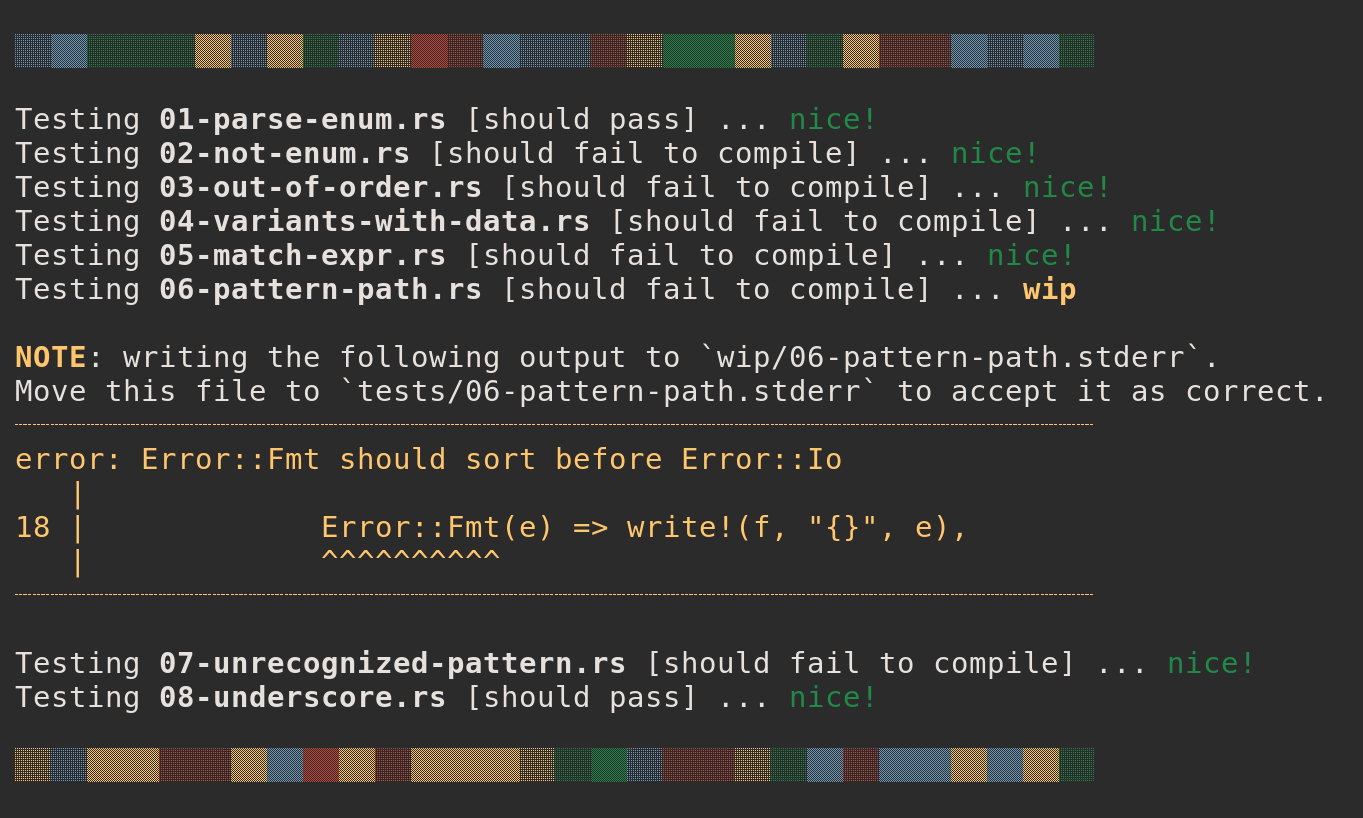 Testing 01-parse-enum.rs [should pass] ... nice!
Testing 02-not-enum.rs [should fail to compile] ... nice!
Testing 03-out-of-order.rs [should fail to compile] ... nice!
Testing 04-variants-with-data.rs [should fail to compile] ... nice!
Testing 05-match-expr.rs [should fail to compile] ... nice!
Testing 06-pattern-path.rs [should fail to compile] ... wip
NOTE: writing the following output to `wip/06-pattern-path.stderr`.
Move this file to `tests/06-pattern-path.stderr` to accept it as correct.
error: Error::Fmt should sort before Error::Io
   |
18 |             Error::Fmt(e) => write!(f, "{}", e),
   |             ^^^^^^^^^^
Testing 07-unrecognized-pattern.rs [should fail to compile] ... nice!
Testing 08-underscore.rs [should pass] ... nice!